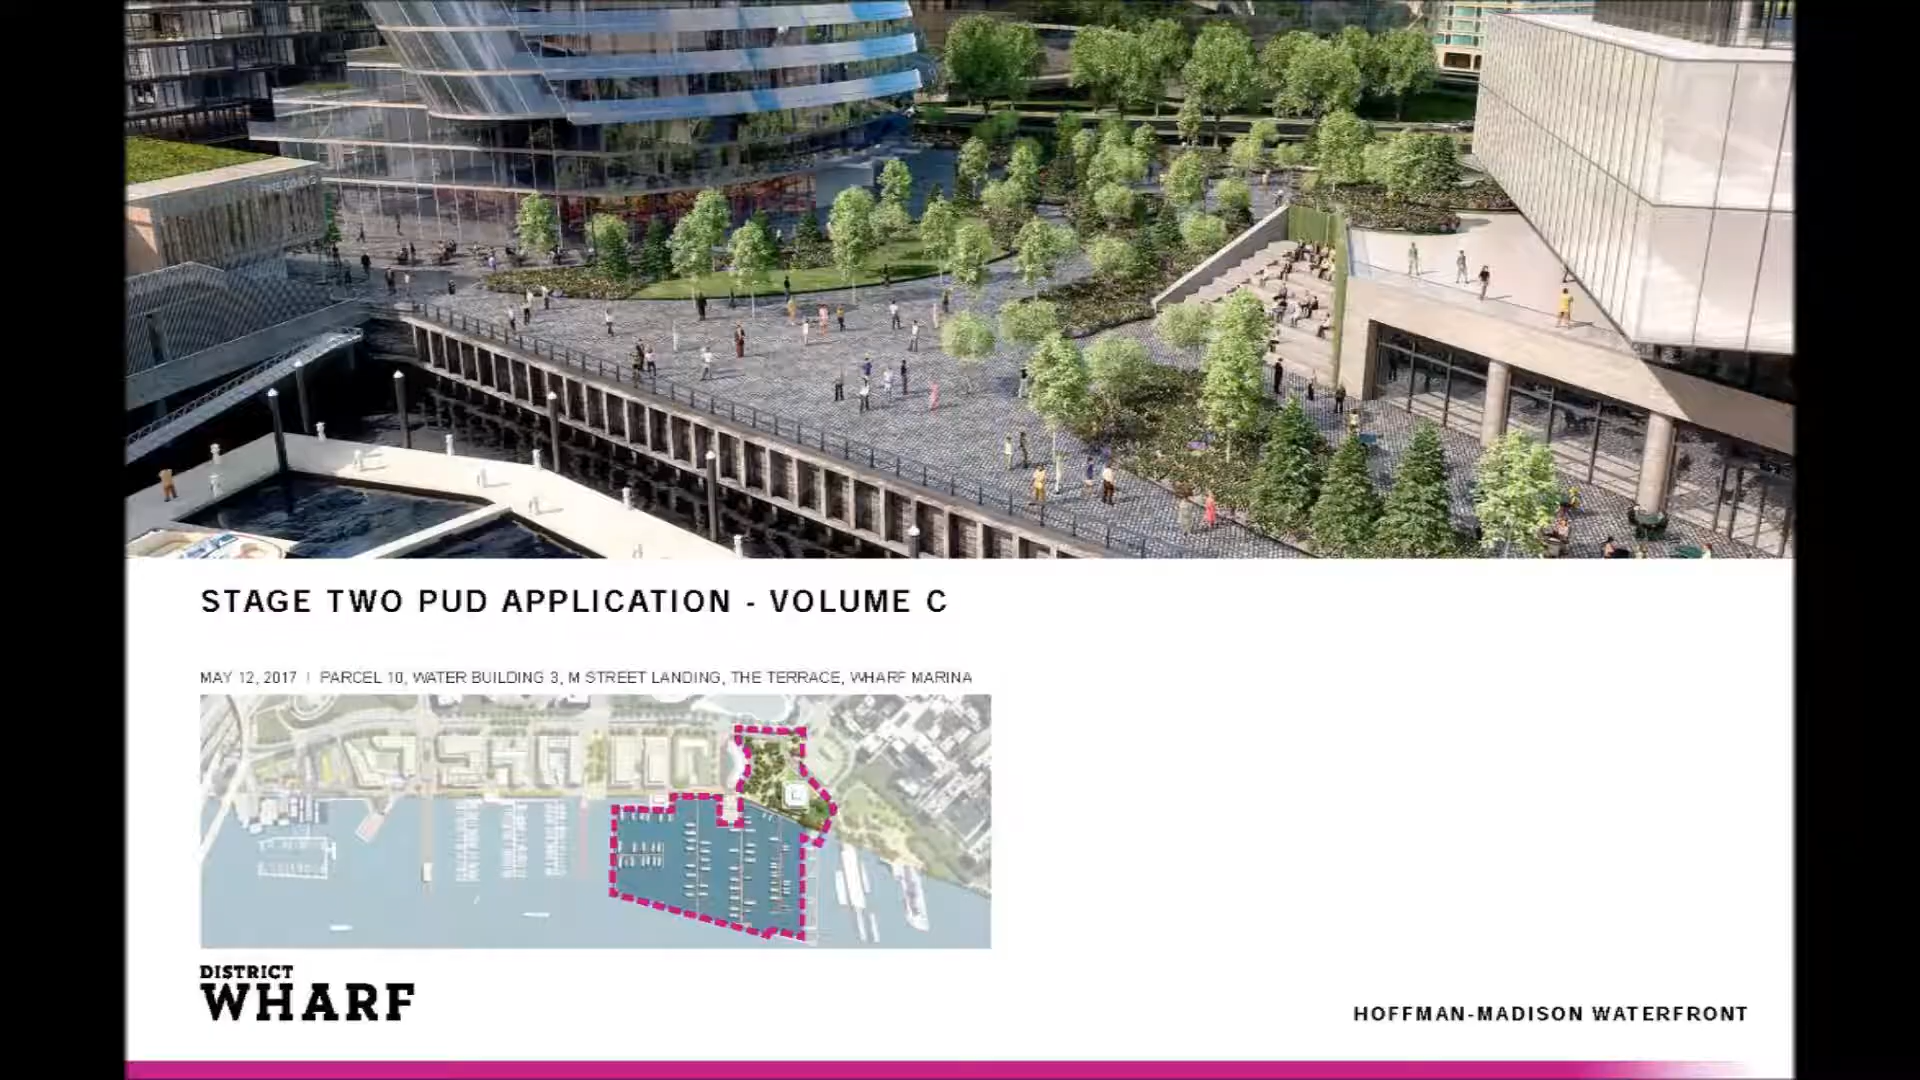 STAGE TWO PUD APPLICATION - VOLUME C
MAY 12, 2017 | PARCEL 10, WATER BUILDING 3, M STREET LANDING, THE TERRACE, WHARF MARINA
DISTRICT
WHARF
HOFFMAN-MADISON WATERFRONT